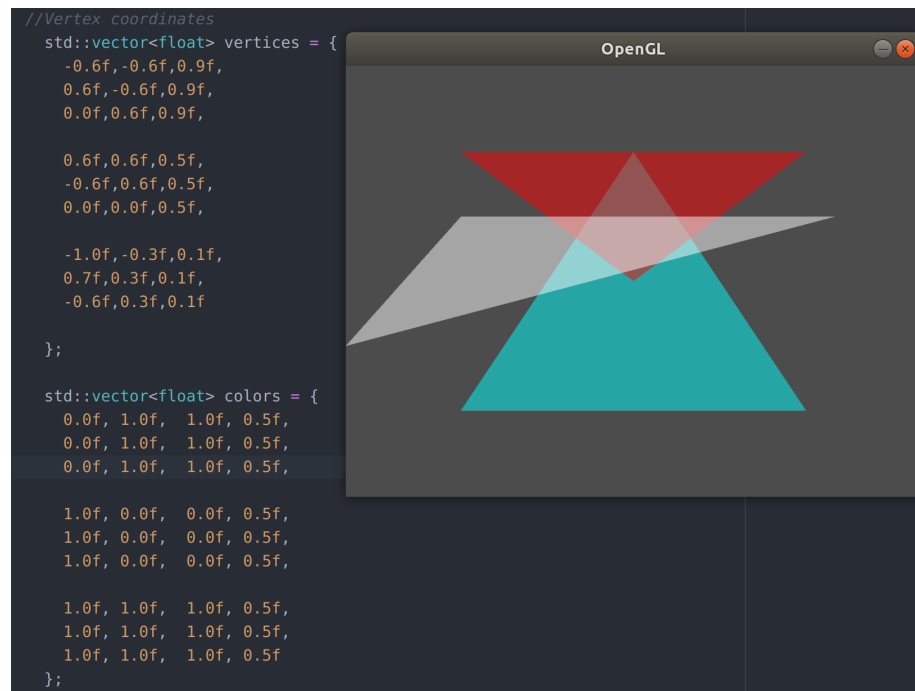 //Vertex coordinates
std::vector<float> vertices = {
OpenGL
-0.6f,-0.6f,0.9f,
0.6f,-0.6f,0.9f,
0.0f,0.6f,0.9f,
0.6f,0.6f,0.5f,
-0.6f,0.6f,0.5f,
0.0f,0.0f,0.5f,
-1.0f,-0.3f,0.1f,
0.7f,0.3f,0.1f,
-0.6f,0.3f,0.1f
};
std::vector<float> colors = {
0.0f, 1.0f,  1.0f, 0.5f,
0.0f, 1.0f,  1.0f, 0.5f,
0.0f, 1.0f,  1.0f, 0.5f,
1.0f, 0.0f,  0.0f, 0.5f,
1.0f, 0.0f,  0.0f, 0.5f,
1.0f, 0.0f,  0.0f, 0.5f,
1.0f, 1.0f,  1.0f, 0.5f,
1.0f, 1.0f,  1.0f, 0.5f,
1.0f, 1.0f,  1.0f, 0.5f
};